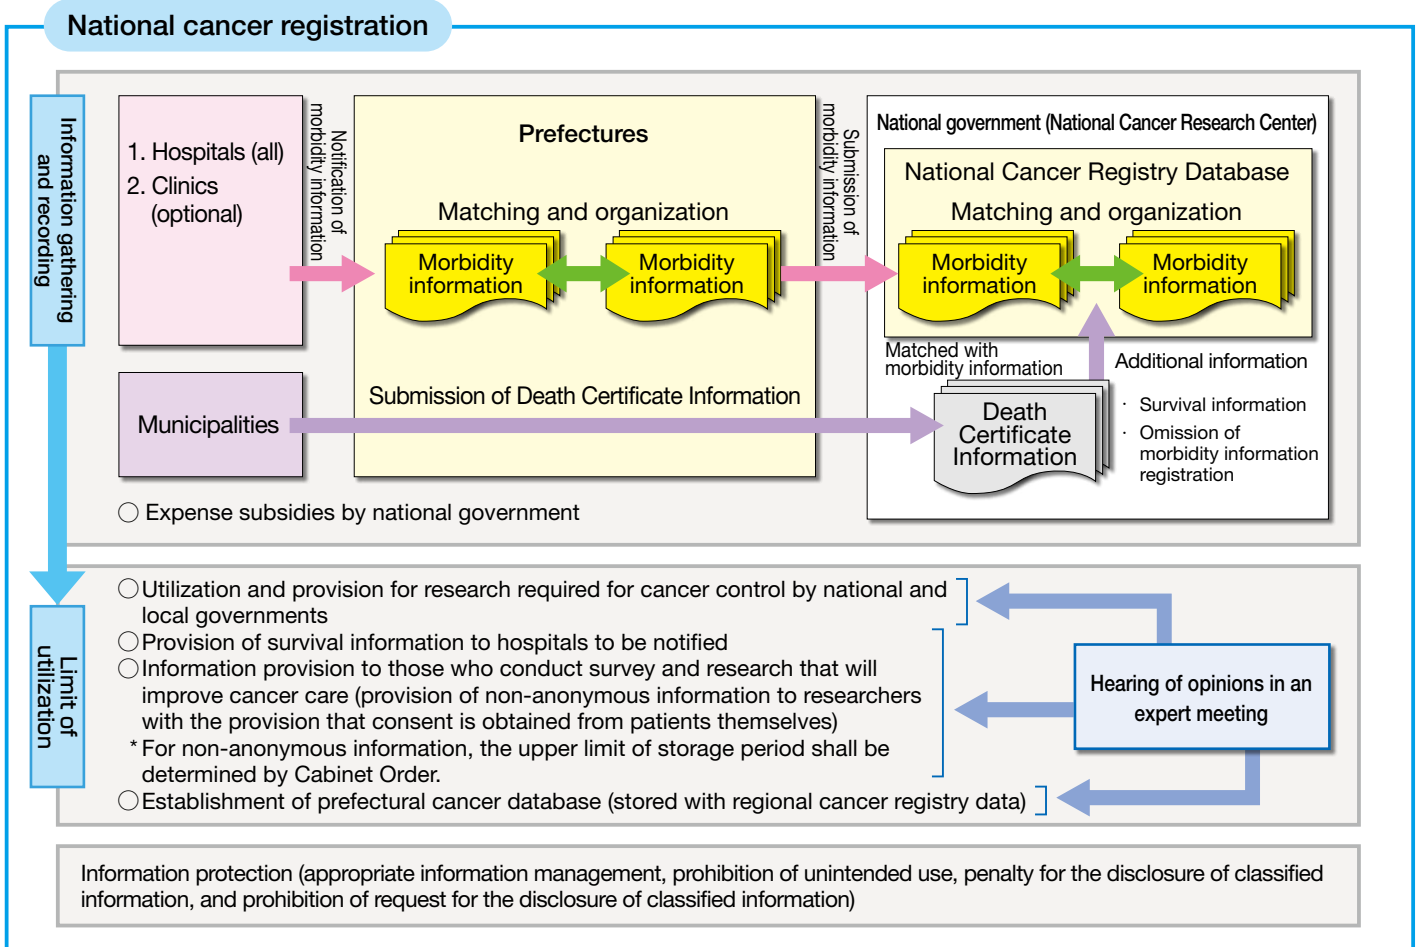 National cancer registration
Information gathering
and recording
1. Hospitals (all)
2. Clinics
(optional)
Notification of
morbidity information
Prefectures
Matching and organization
Morbidity
information
Morbidity
information
Submission of
morbidity information
National government (National Cancer Research Center)
National Cancer Registry Database
Matching and organization
Morbidity
information
Morbidity
information
Matched with
morbidity information
Additional information
· Survival information
· Omission of
morbidity information
registration
Municipalities
Submission of Death Certificate Information
Death
Certificate
Information
○ Expense subsidies by national government
Limit of
utilization
○Utilization and provision for research required for cancer control by national and
local governments
○Provision of survival information to hospitals to be notified
○Information provision to those who conduct survey and research that will
improve cancer care (provision of non-anonymous information to researchers
with the provision that consent is obtained from patients themselves)
* For non-anonymous information, the upper limit of storage period shall be
determined by Cabinet Order.
○Establishment of prefectural cancer database (stored with regional cancer registry data)
Hearing of opinions in an
expert meeting
Information protection (appropriate information management, prohibition of unintended use, penalty for the disclosure of classified
information, and prohibition of request for the disclosure of classified information)